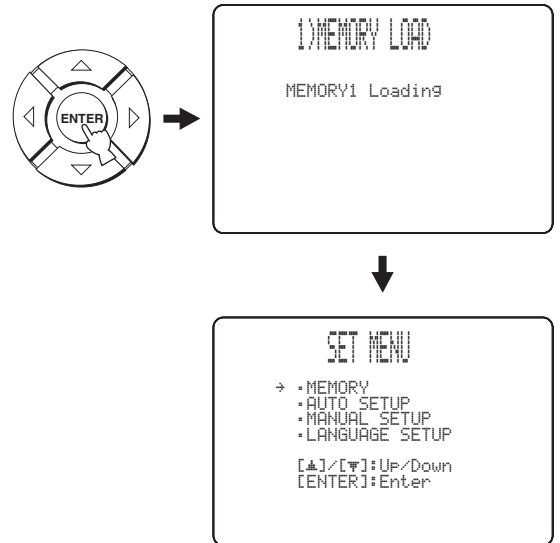 1)MEMORY LOAD
MEMORY1 Loading
ENTER
SET MENU
→ ·MEMORY
·AUTO SETUP
·MANUAL SETUP
·LANGUAGE SETUP
[▲]/[▼]:Up/Down
[ENTER]:Enter